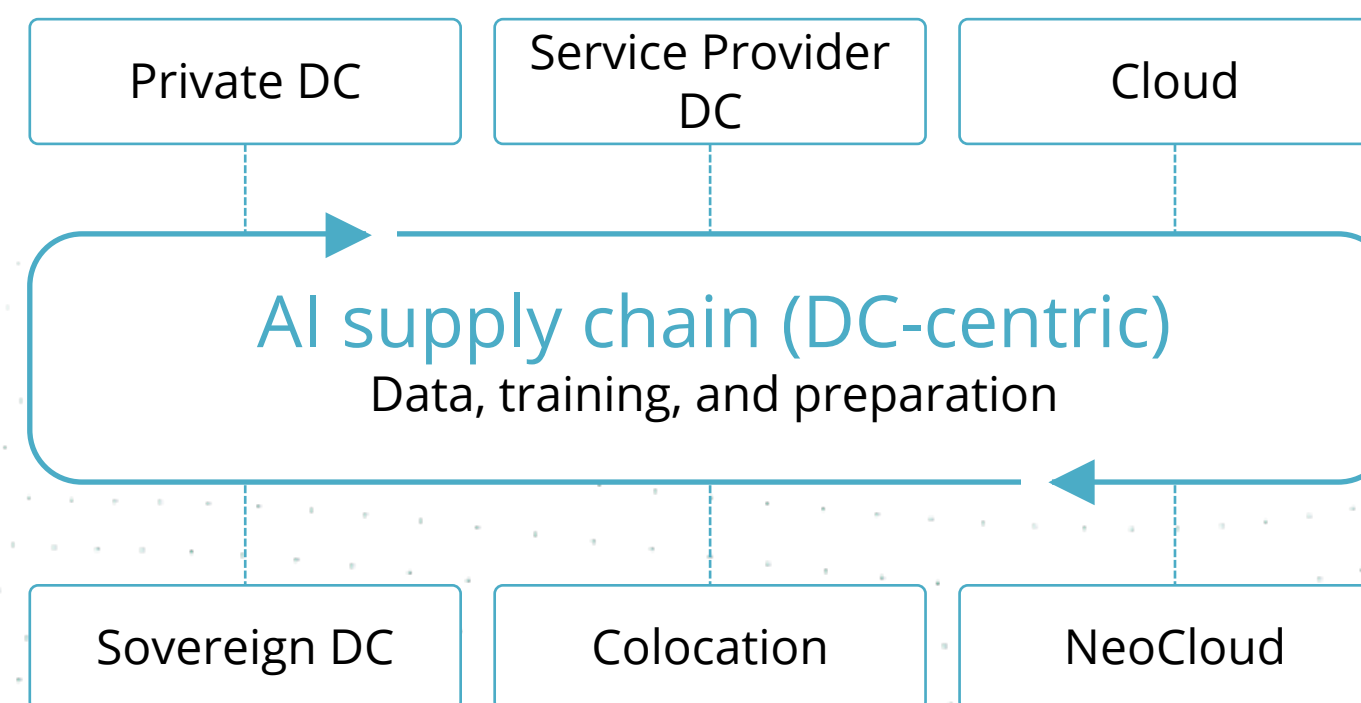 Private DC
Service Provider
DC
Cloud
AI supply chain (DC-centric)
Data, training, and preparation
Sovereign DC
Colocation
NeoCloud